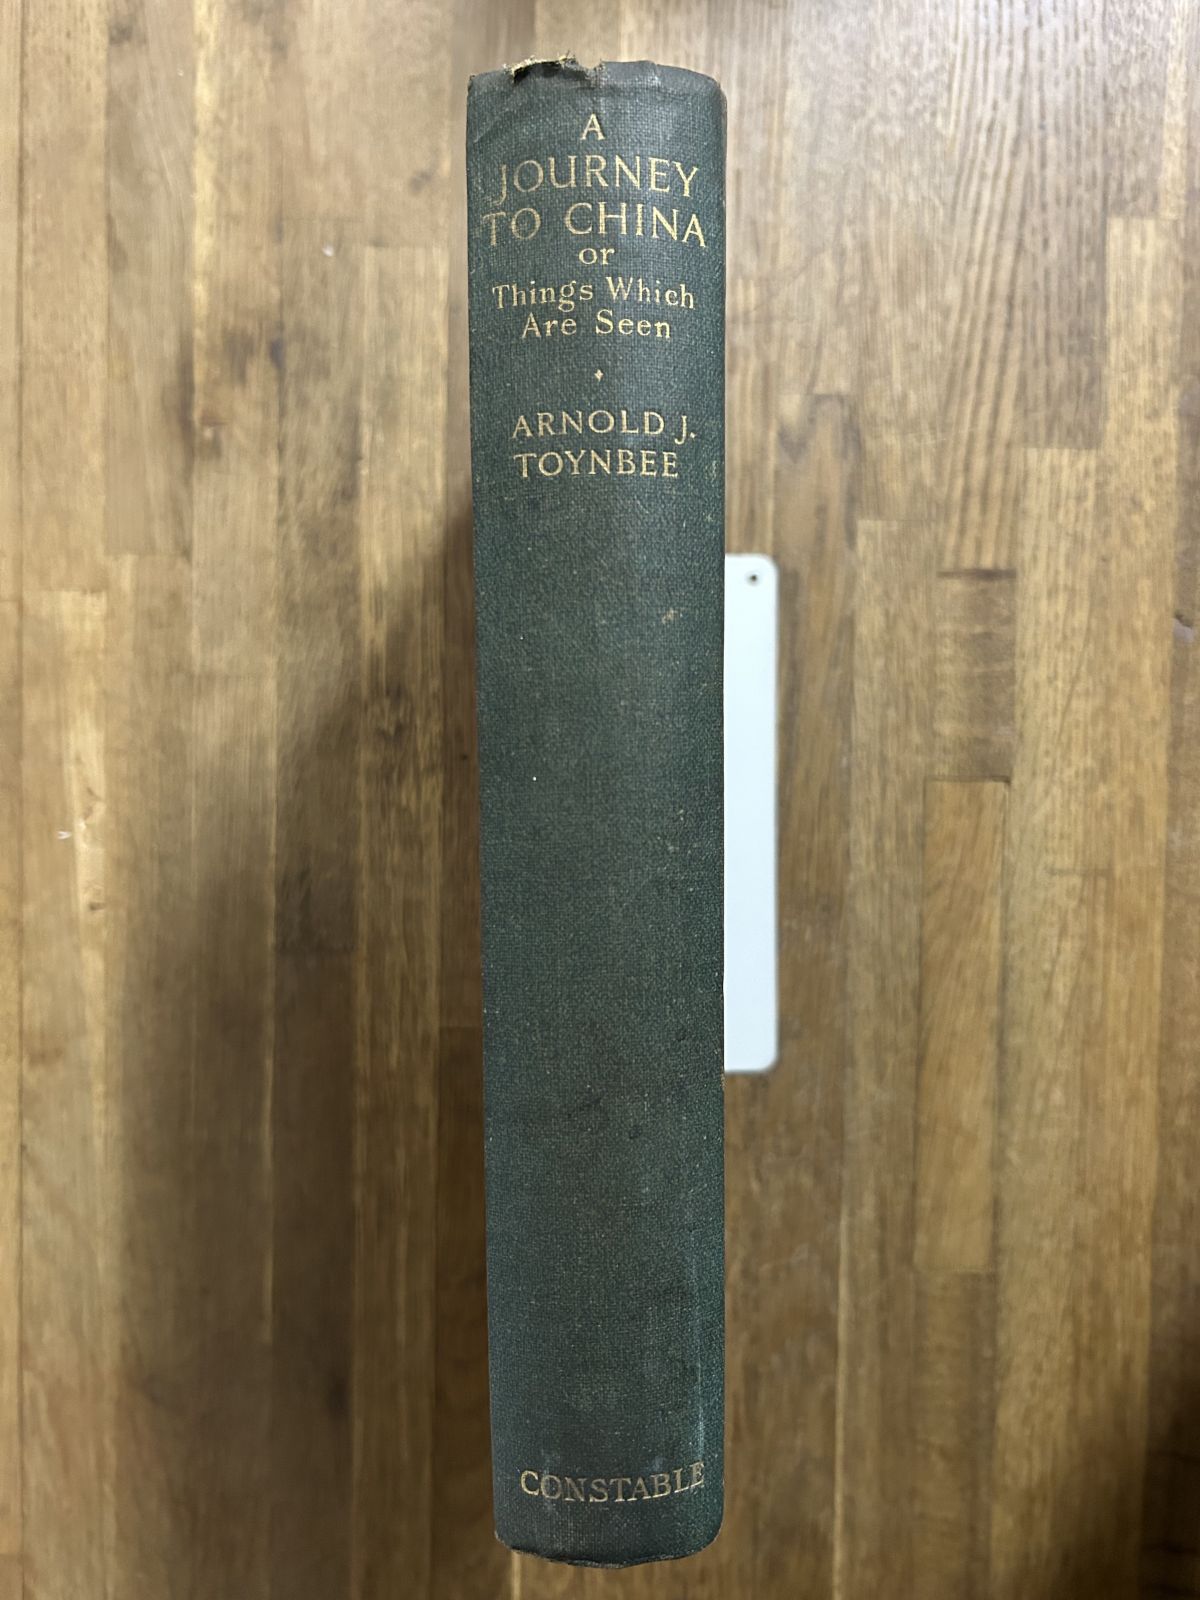 A
JOURNEY
TO CHINA
or
Things Which
Are Seen
ARNOLD J.
TOYNBEE
CONSTABLE